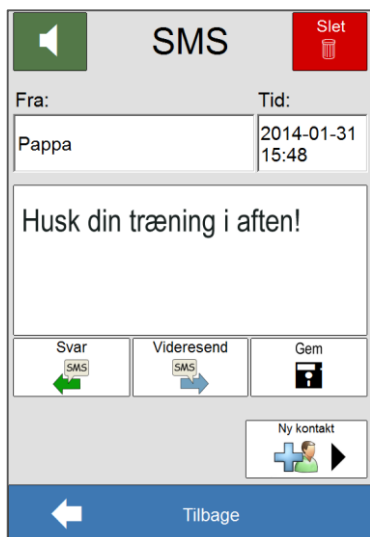 SMS
Slet
Fra:
Tid:
Pappa
2014-01-31
15:48
Husk din træning i aften!
Svar
SMS
Videresend
SMS
Gem
Ny kontakt
Tilbage